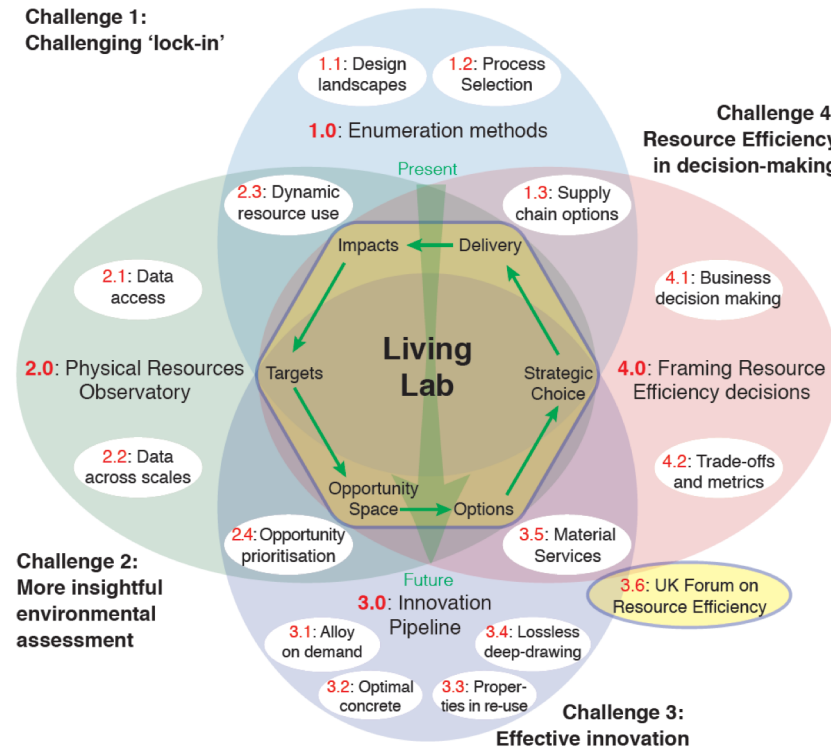 Challenge 1:
Challenging ‘lock-in’
1.1: Design
landscapes
1.2: Process
Selection
1.0: Enumeration methods
Challenge 4
Resource Efficiency
in decision-making
Present
2.3: Dynamic
resource use
1.3: Supply
chain options
Impacts
Delivery
2.1: Data
access
4.1: Business
decision making
Living
Lab
2.0: Physical Resources
Observatory
Targets
Strategic
Choice
4.0: Framing Resource
Efficiency decisions
2.2: Data
across scales
4.2: Trade-offs
and metrics
Opportunity
Space
Options
2.4: Opportunity
prioritisation
3.5: Material
Services
Challenge 2:
More insightful
environmental
assessment
Future
3.0: Innovation
Pipeline
3.6: UK Forum on
Resource Efficiency
3.1: Alloy
on demand
3.4: Lossless
deep-drawing
3.2: Optimal
concrete
3.3: Proper-
ties in re-use
Challenge 3:
Effective innovation